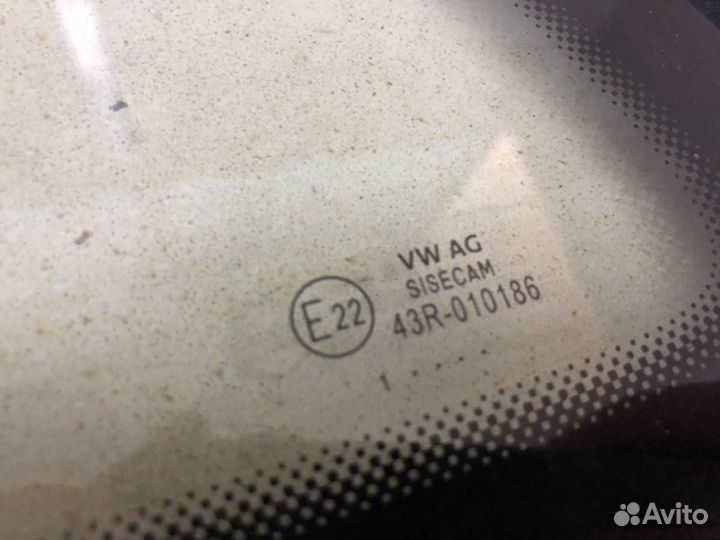 VW AG
SISECAM
E22 43R-010186
1 .....
Avito